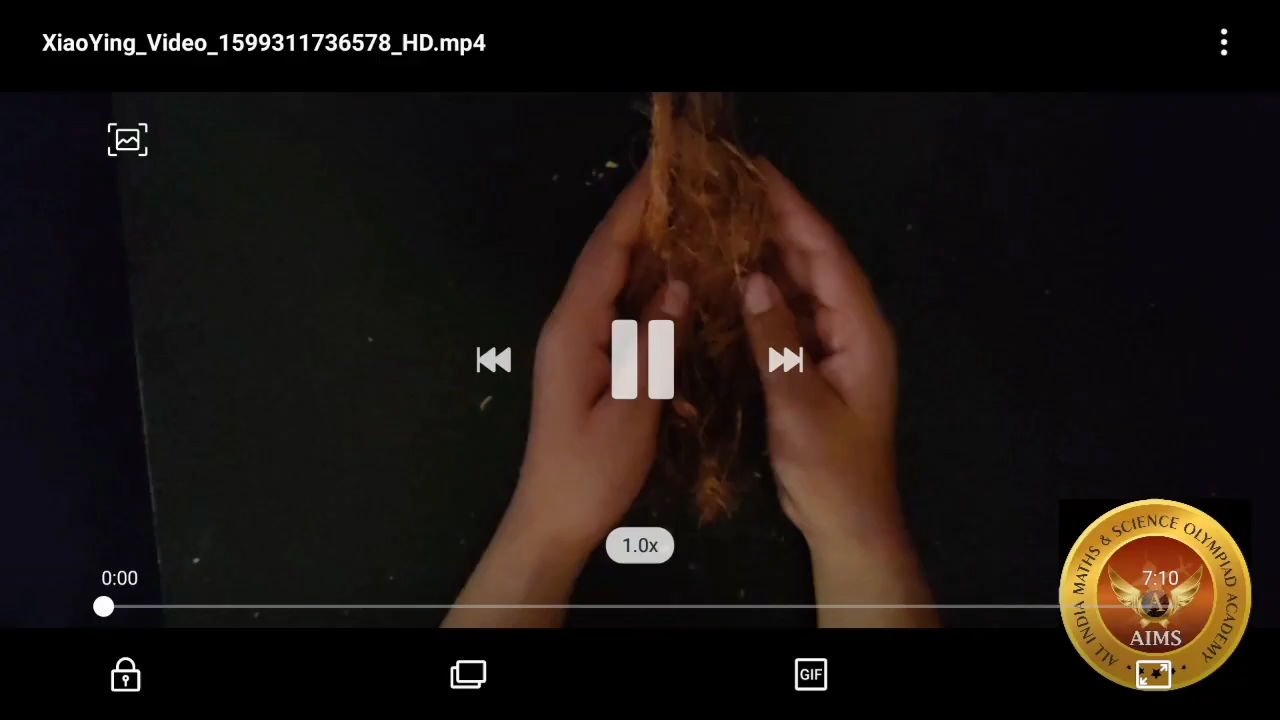 XiaoYing_Video_1599311736578_HD.mp4
1.0x
0:00
7:10
GIF
ALL INDIA MATHS & SCIENCE OLYMPIAD ACADEMY
A
AIMS